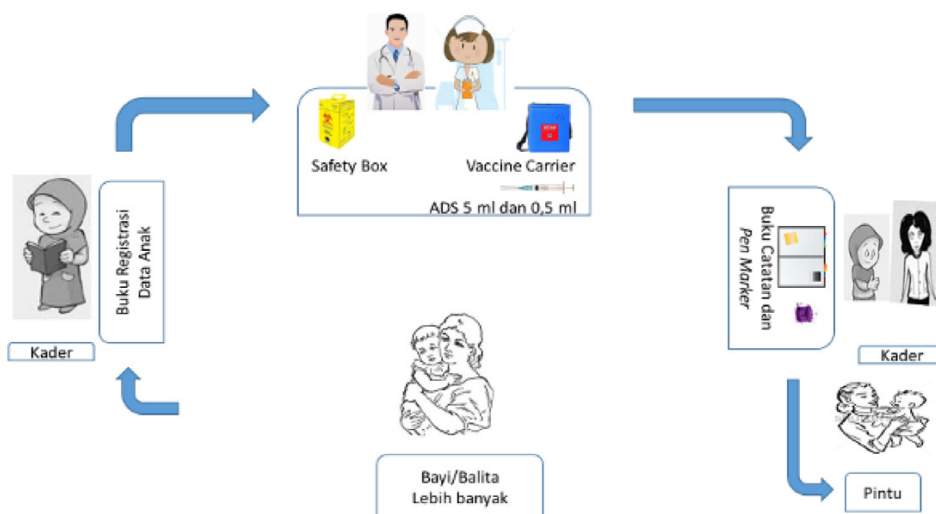 Safety Box
Vaccine Carrier
ADS 5 ml dan 0,5 ml
Buku Registrasi
Data Anak
Kader
Buku Catatan dan
Pen Marker
Kader
Bayi/Balita
Lebih banyak
Pintu